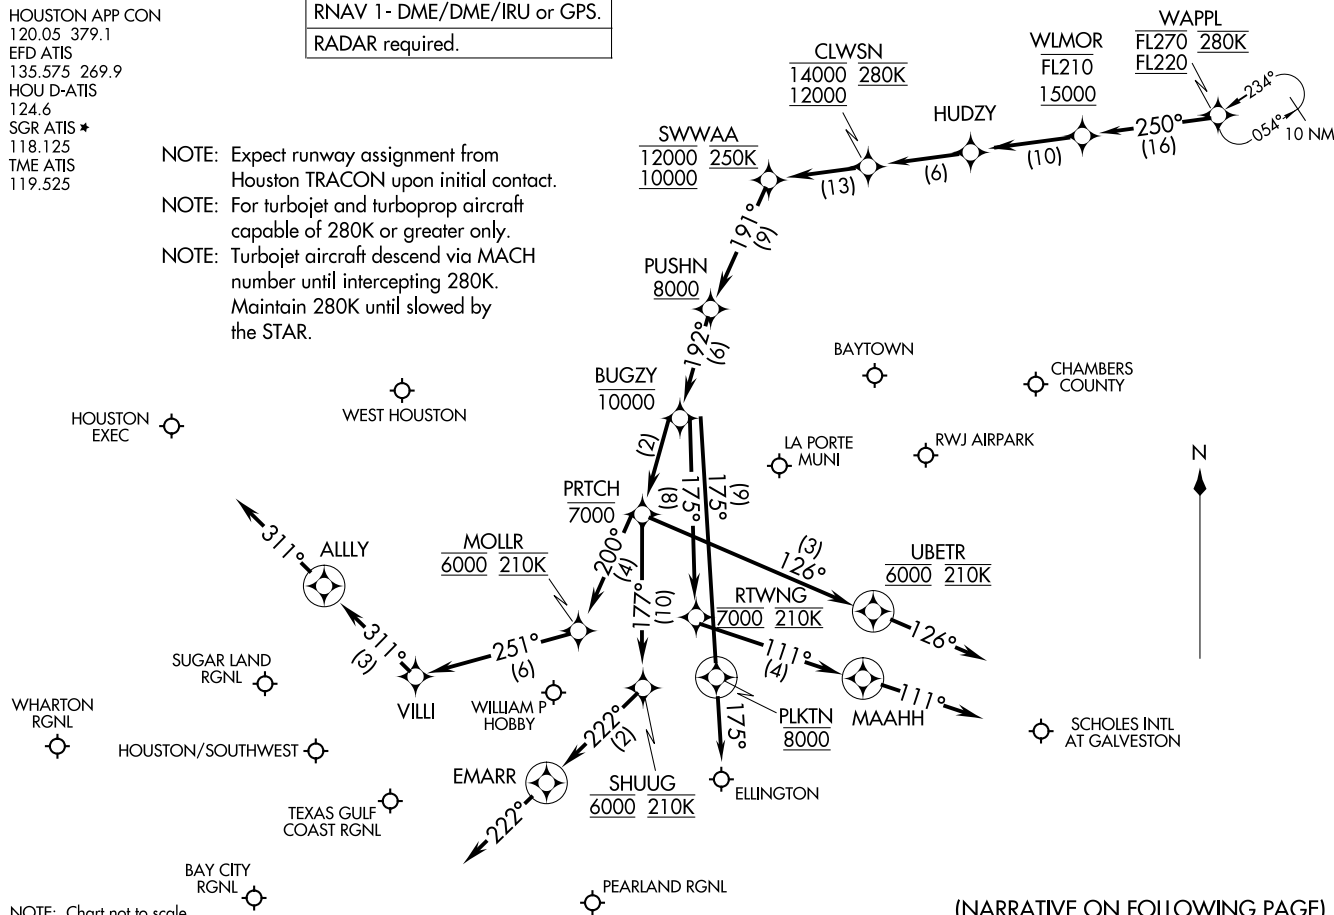 HOUSTON APP CON
120.05 379.1
EFD ATIS
135.575 269.9
HOU D-ATIS
124.6
SGR ATIS
118.125
TME ATIS
119.525
RNAV 1- DME/DME/IRU or GPS.
RADAR required.
NOTE: Expect runway assignment from
Houston TRACON upon initial contact.
NOTE: For turbojet and turboprop aircraft
capable of 280K or greater only.
NOTE: Turbojet aircraft descend via MACH
number until intercepting 280K.
Maintain 280K until slowed by
the STAR.
WAPPL
FL270 280K
FL220
234°
054°
10 NM
250°
(16)
WLMOR
FL210
15000
(10)
HUDZY
(6)
CLWSN
14000 280K
12000
(13)
SWWAA
12000 250K
10000
191°
(9)
PUSHN
8000
192°
(6)
BUGZY
10000
(2)
(8)
175°
175°
(9)
PRTCH
7000
200°
(4)
177°
(10)
(3)
126°
UBETR
6000 210K
126°
MOLLR
6000 210K
251°
(6)
VILLI
311°
(3)
ALLLY
311°
RTWNG
7000 210K
111°
(4)
MAAHH
111°
PLKTN
8000
175°
SHUUG
6000 210K
222°
(2)
EMARR
222°
BAYTOWN
CHAMBERS
COUNTY
LA PORTE
MUNI
RWJ AIRPARK
N
WEST HOUSTON
HOUSTON
EXEC
SUGAR LAND
RGNL
WHARTON
RGNL
HOUSTON/SOUTHWEST
WILLIAM P
HOBBY
TEXAS GULF
COAST RGNL
BAY CITY
RGNL
ELLINGTON
SCHOLES INTL
AT GALVESTON
PEARLAND RGNL
NOTE: Chart not to scale
(NARRATIVE ON FOLLOWING PAGE)